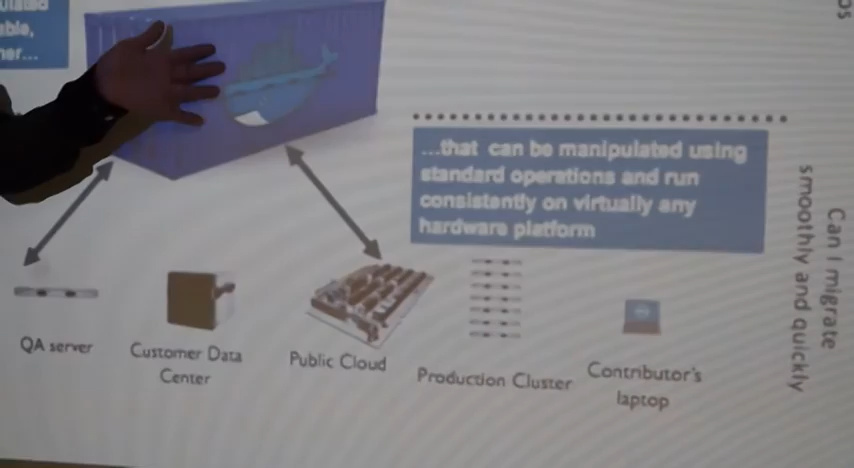 able,
...that can be manipulated using
standard operations and run
consistently on virtually any
hardware platform
QA server
Customer Data
Center
Public Cloud
Production Cluster
Contributor's
laptop
Can I migrate
smoothly and quickly